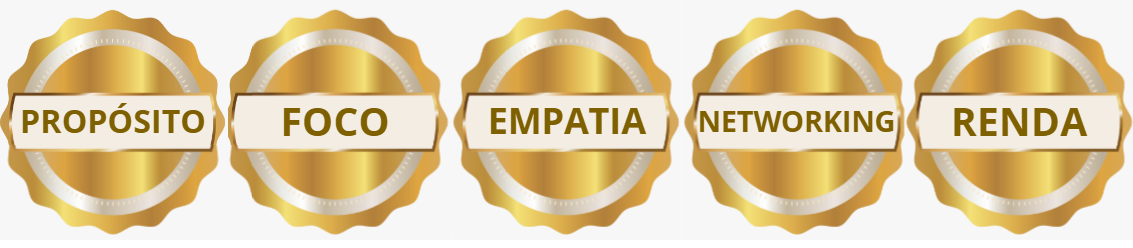 PROPÓSITO
FOCO
EMPATIA
NETWORKING
RENDA